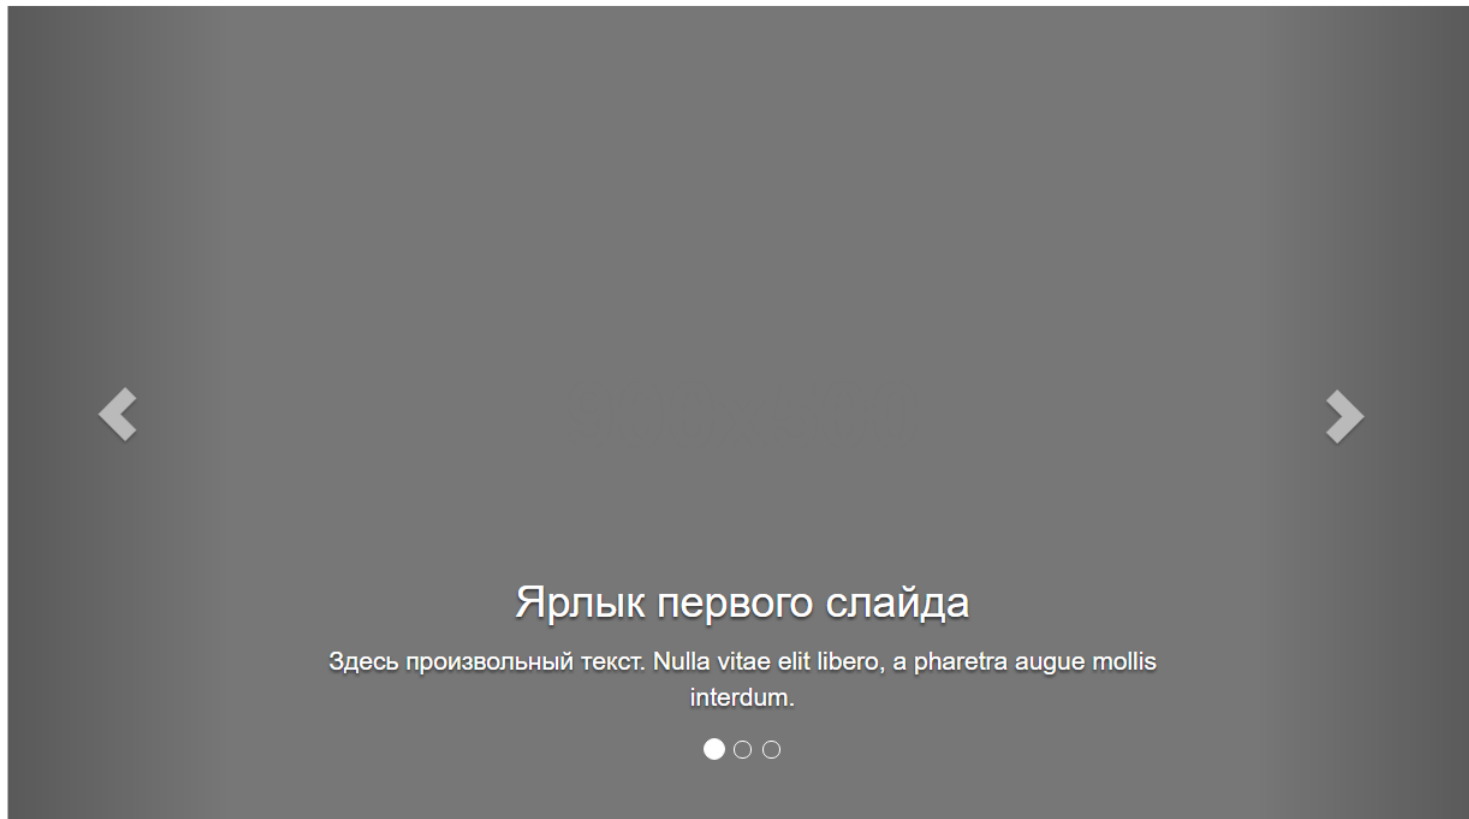 Ярлык первого слайда
Здесь произвольный текст. Nulla vitae elit libero, a pharetra augue mollis
interdum.